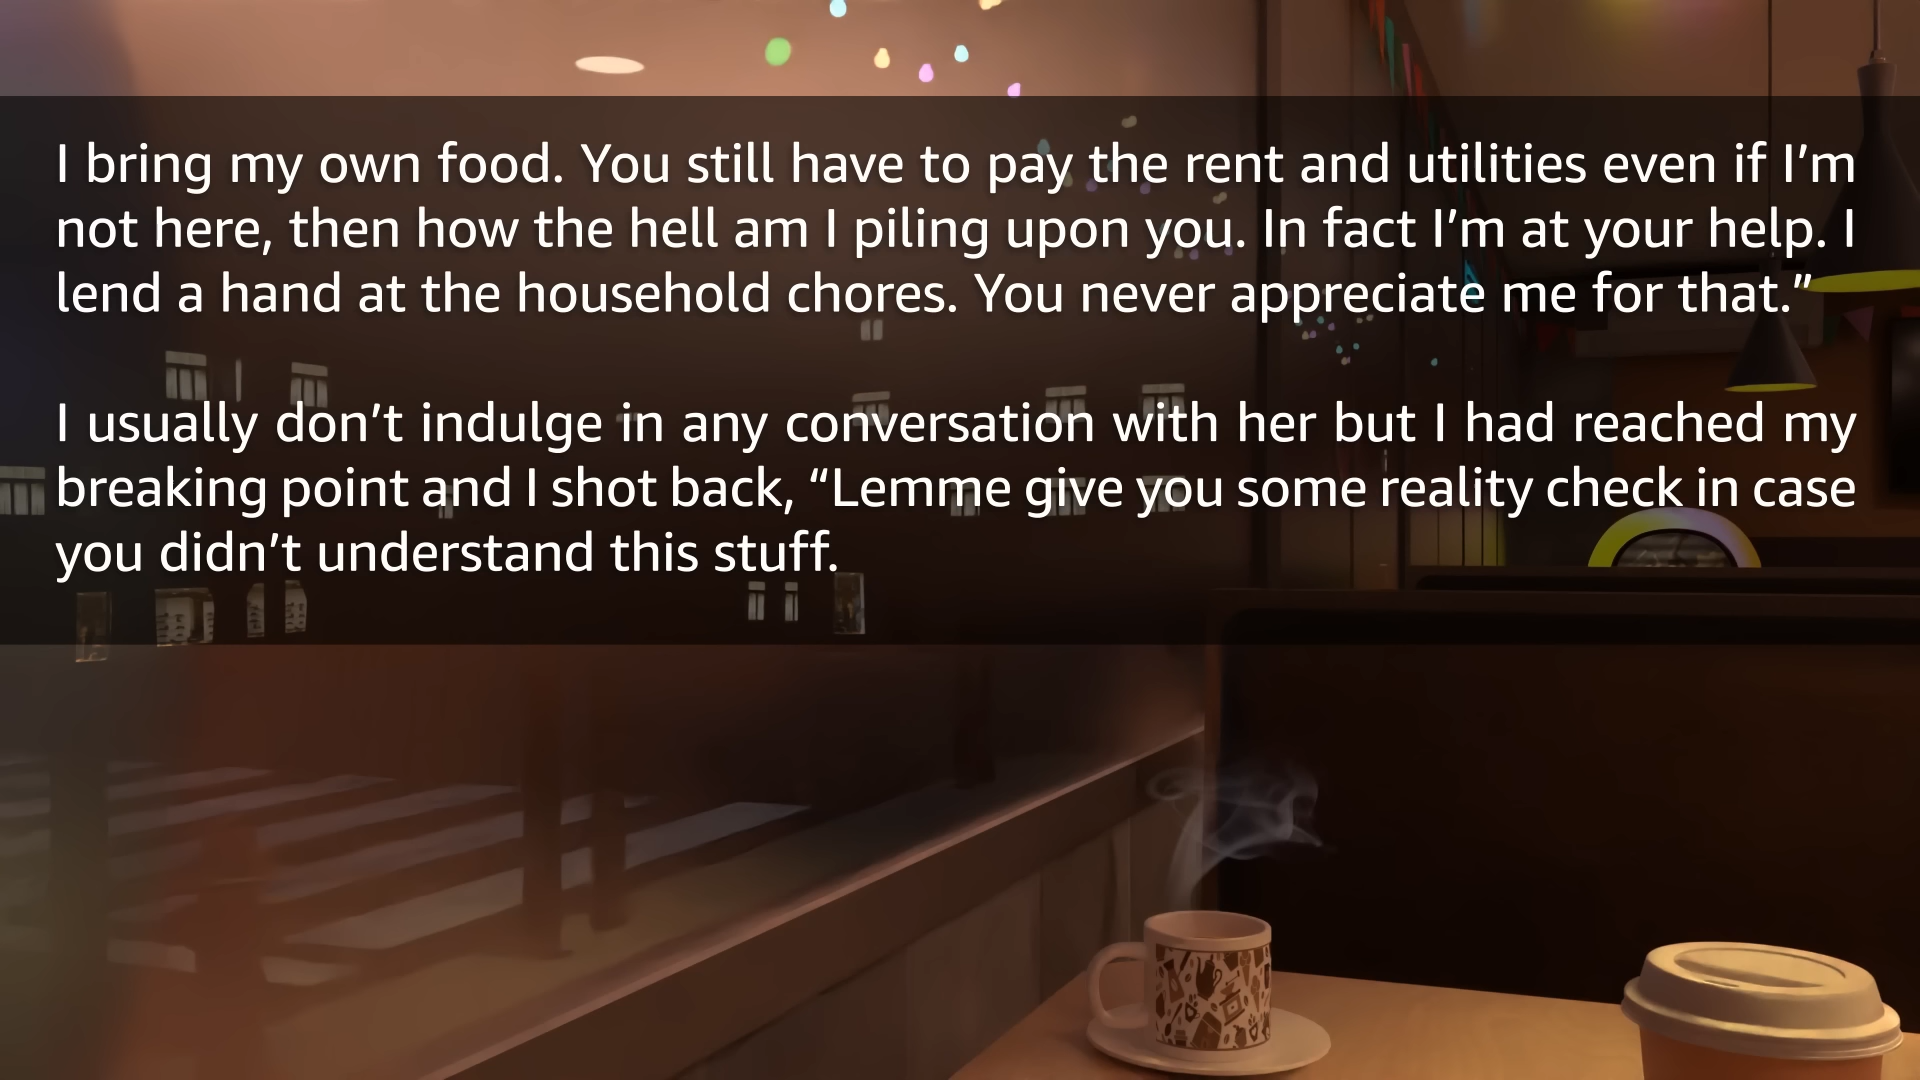 I bring my own food. You still have to pay the rent and utilities even if I’m
not here, then how the hell am I piling upon you. In fact I’m at your help. I
lend a hand at the household chores. You never appreciate me for that.”
I usually don’t indulge in any conversation with her but I had reached my
breaking point and I shot back, “Lemme give you some reality check in case
you didn’t understand this stuff.